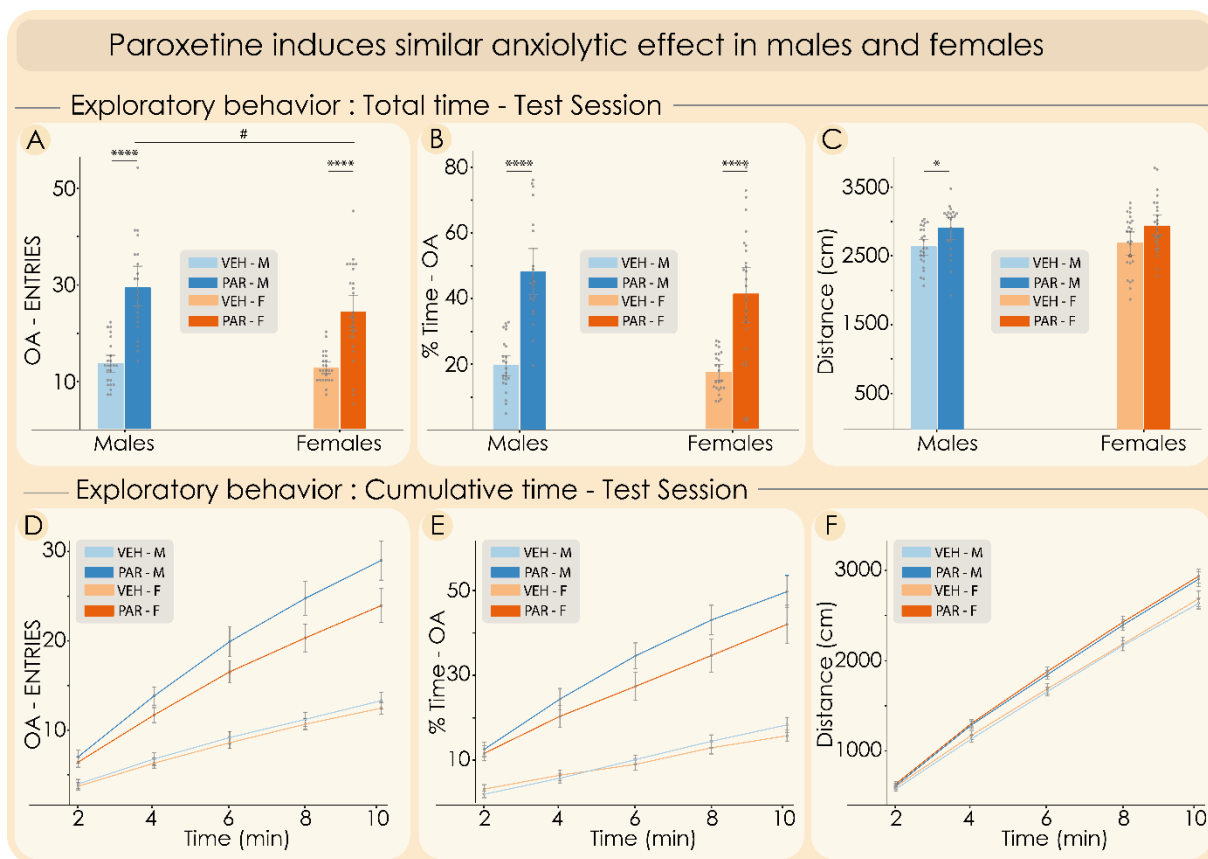 Paroxetine induces similar anxiolytic effect in males and females
Exploratory behavior : Total time - Test Session
A
#
****
****
OA - ENTRIES
50
30
10
VEH - M
PAR - M
VEH - F
PAR - F
Males
Females
B
****
****
% Time - OA
80
60
40
20
VEH - M
PAR - M
VEH - F
PAR - F
Males
Females
C
*
Distance (cm)
3500
2500
1500
500
VEH - M
PAR - M
VEH - F
PAR - F
Males
Females
Exploratory behavior : Cumulative time - Test Session
D
VEH - M
PAR - M
VEH - F
PAR - F
OA - ENTRIES
30
20
10
2 4 6 8 10
Time (min)
E
VEH - M
PAR - M
VEH - F
PAR - F
% Time - OA
50
30
10
2 4 6 8 10
Time (min)
F
VEH - M
PAR - M
VEH - F
PAR - F
Distance (cm)
3000
2000
1000
2 4 6 8 10
Time (min)